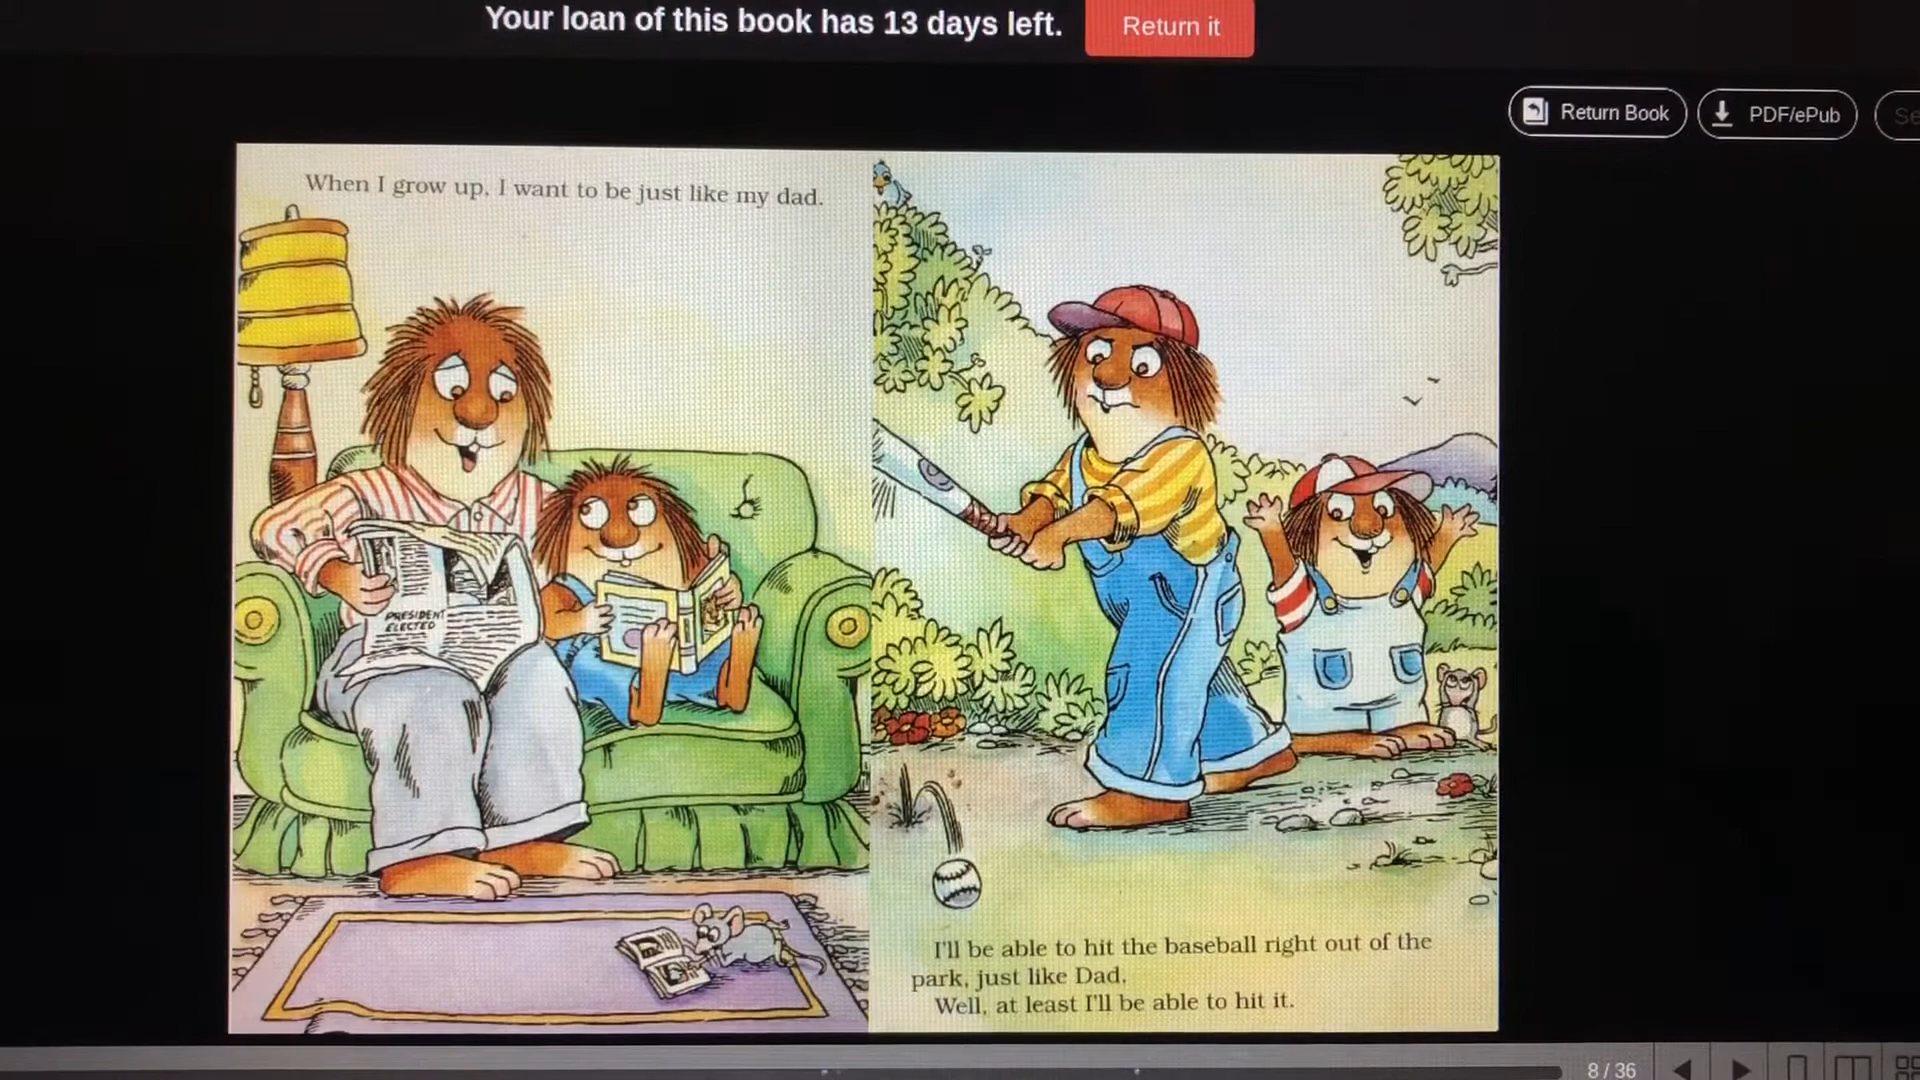 Your loan of this book has 13 days left.
Return it
Return Book
PDF/ePub
When I grow up, I want to be just like my dad.
PRESIDENT
ELECTED
I'll be able to hit the baseball right out of the
park, just like Dad.
Well, at least I'll be able to hit it.
8 / 36